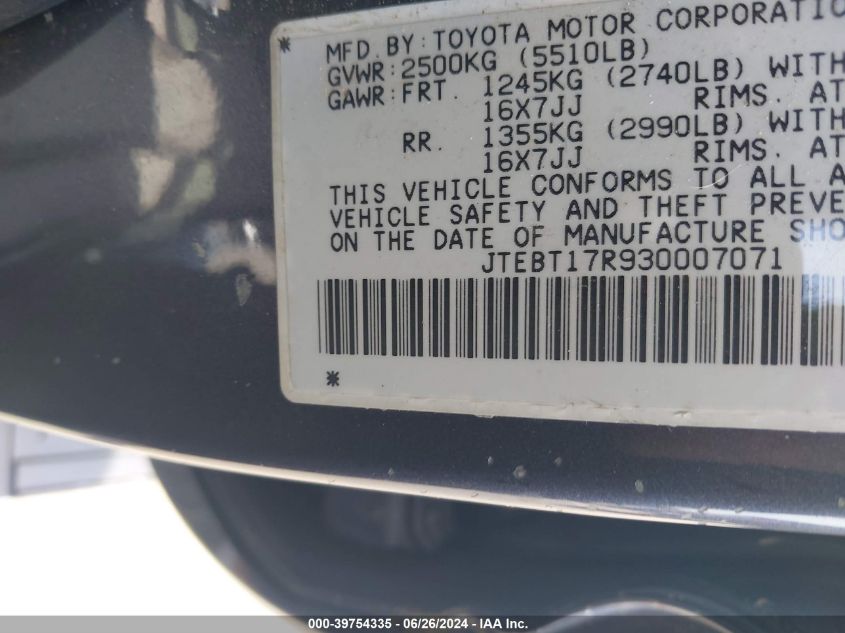 * MFD. BY: TOYOTA MOTOR CORPORATIO
GVWR: 2500KG (5510LB)
GAWR: FRT. 1245KG (2740LB) WITH
16X7JJ RIMS. AT
RR. 1355KG (2990LB) WITH
16X7JJ RIMS. AT
THIS VEHICLE CONFORMS TO ALL A
VEHICLE SAFETY AND THEFT PREVE
ON THE DATE OF MANUFACTURE SHO
JTEBT17R930007071
*
000-39754335 - 06/26/2024 - IAA Inc.